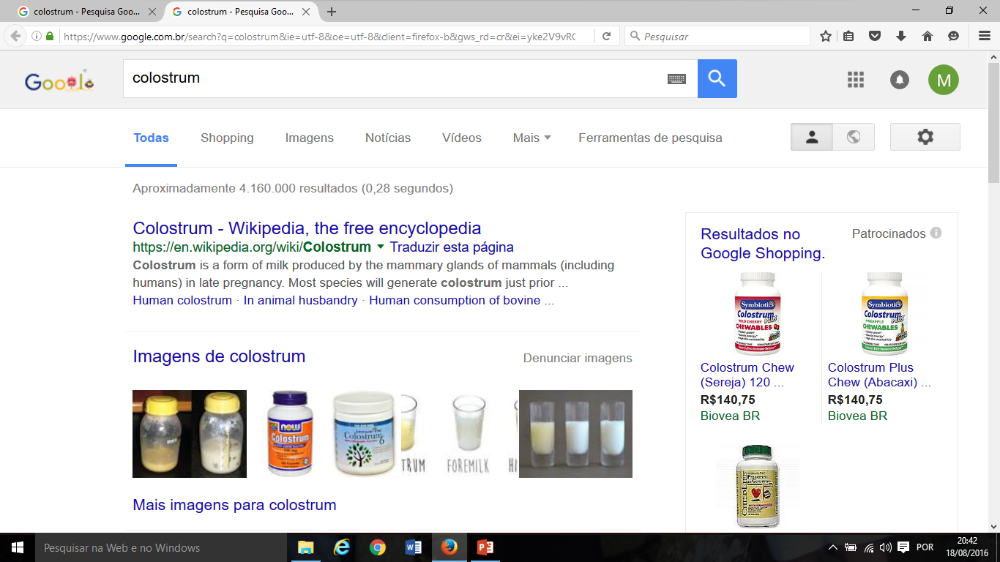 colostrum - Pesquisa Goo...
colostrum - Pesquisa Goo...
https://www.google.com.br/search?q=colostrum&ie=utf-8&oe=utf-8&client=firefox-b&gws_rd=cr&ei=yke2V9vRC
Pesquisar
Google
colostrum
M
Todas
Shopping
Imagens
Notícias
Vídeos
Mais
Ferramentas de pesquisa
Aproximadamente 4.160.000 resultados (0,28 segundos)
Colostrum - Wikipedia, the free encyclopedia
https://en.wikipedia.org/wiki/Colostrum Traduzir esta página
Colostrum is a form of milk produced by the mammary glands of mammals (including
humans) in late pregnancy. Most species will generate colostrum just prior ...
Human colostrum · In animal husbandry · Human consumption of bovine ...
Imagens de colostrum
Denunciar imagens
now
Colostrum
Colostrum
6
TRUM
FOREMILK
HI
Mais imagens para colostrum
Resultados no
Google Shopping.
Patrocinados
Symbiotics
Colostrum
PLUS
WILD CHERRY
CHEWABLES
Symbiotics
Colostrum
PLUS
PINEAPPLE
CHEWABLES
Colostrum Chew
(Sereja) 120 ...
R$140,75
Biovea BR
Colostrum Plus
Chew (Abacaxi) ...
R$140,75
Biovea BR
CHILDLIFE
Probiotics
Colostrum
Pesquisar na Web e no Windows
POR
20:42
18/08/2016